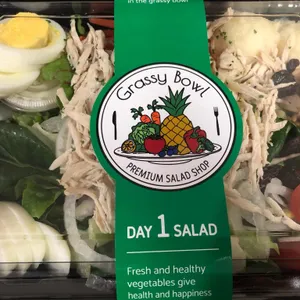 in the grassy bowl
Grassy Bowl
PREMIUM SALAD SHOP
DAY 1 SALAD
Fresh and healthy
vegetables give
health and happiness